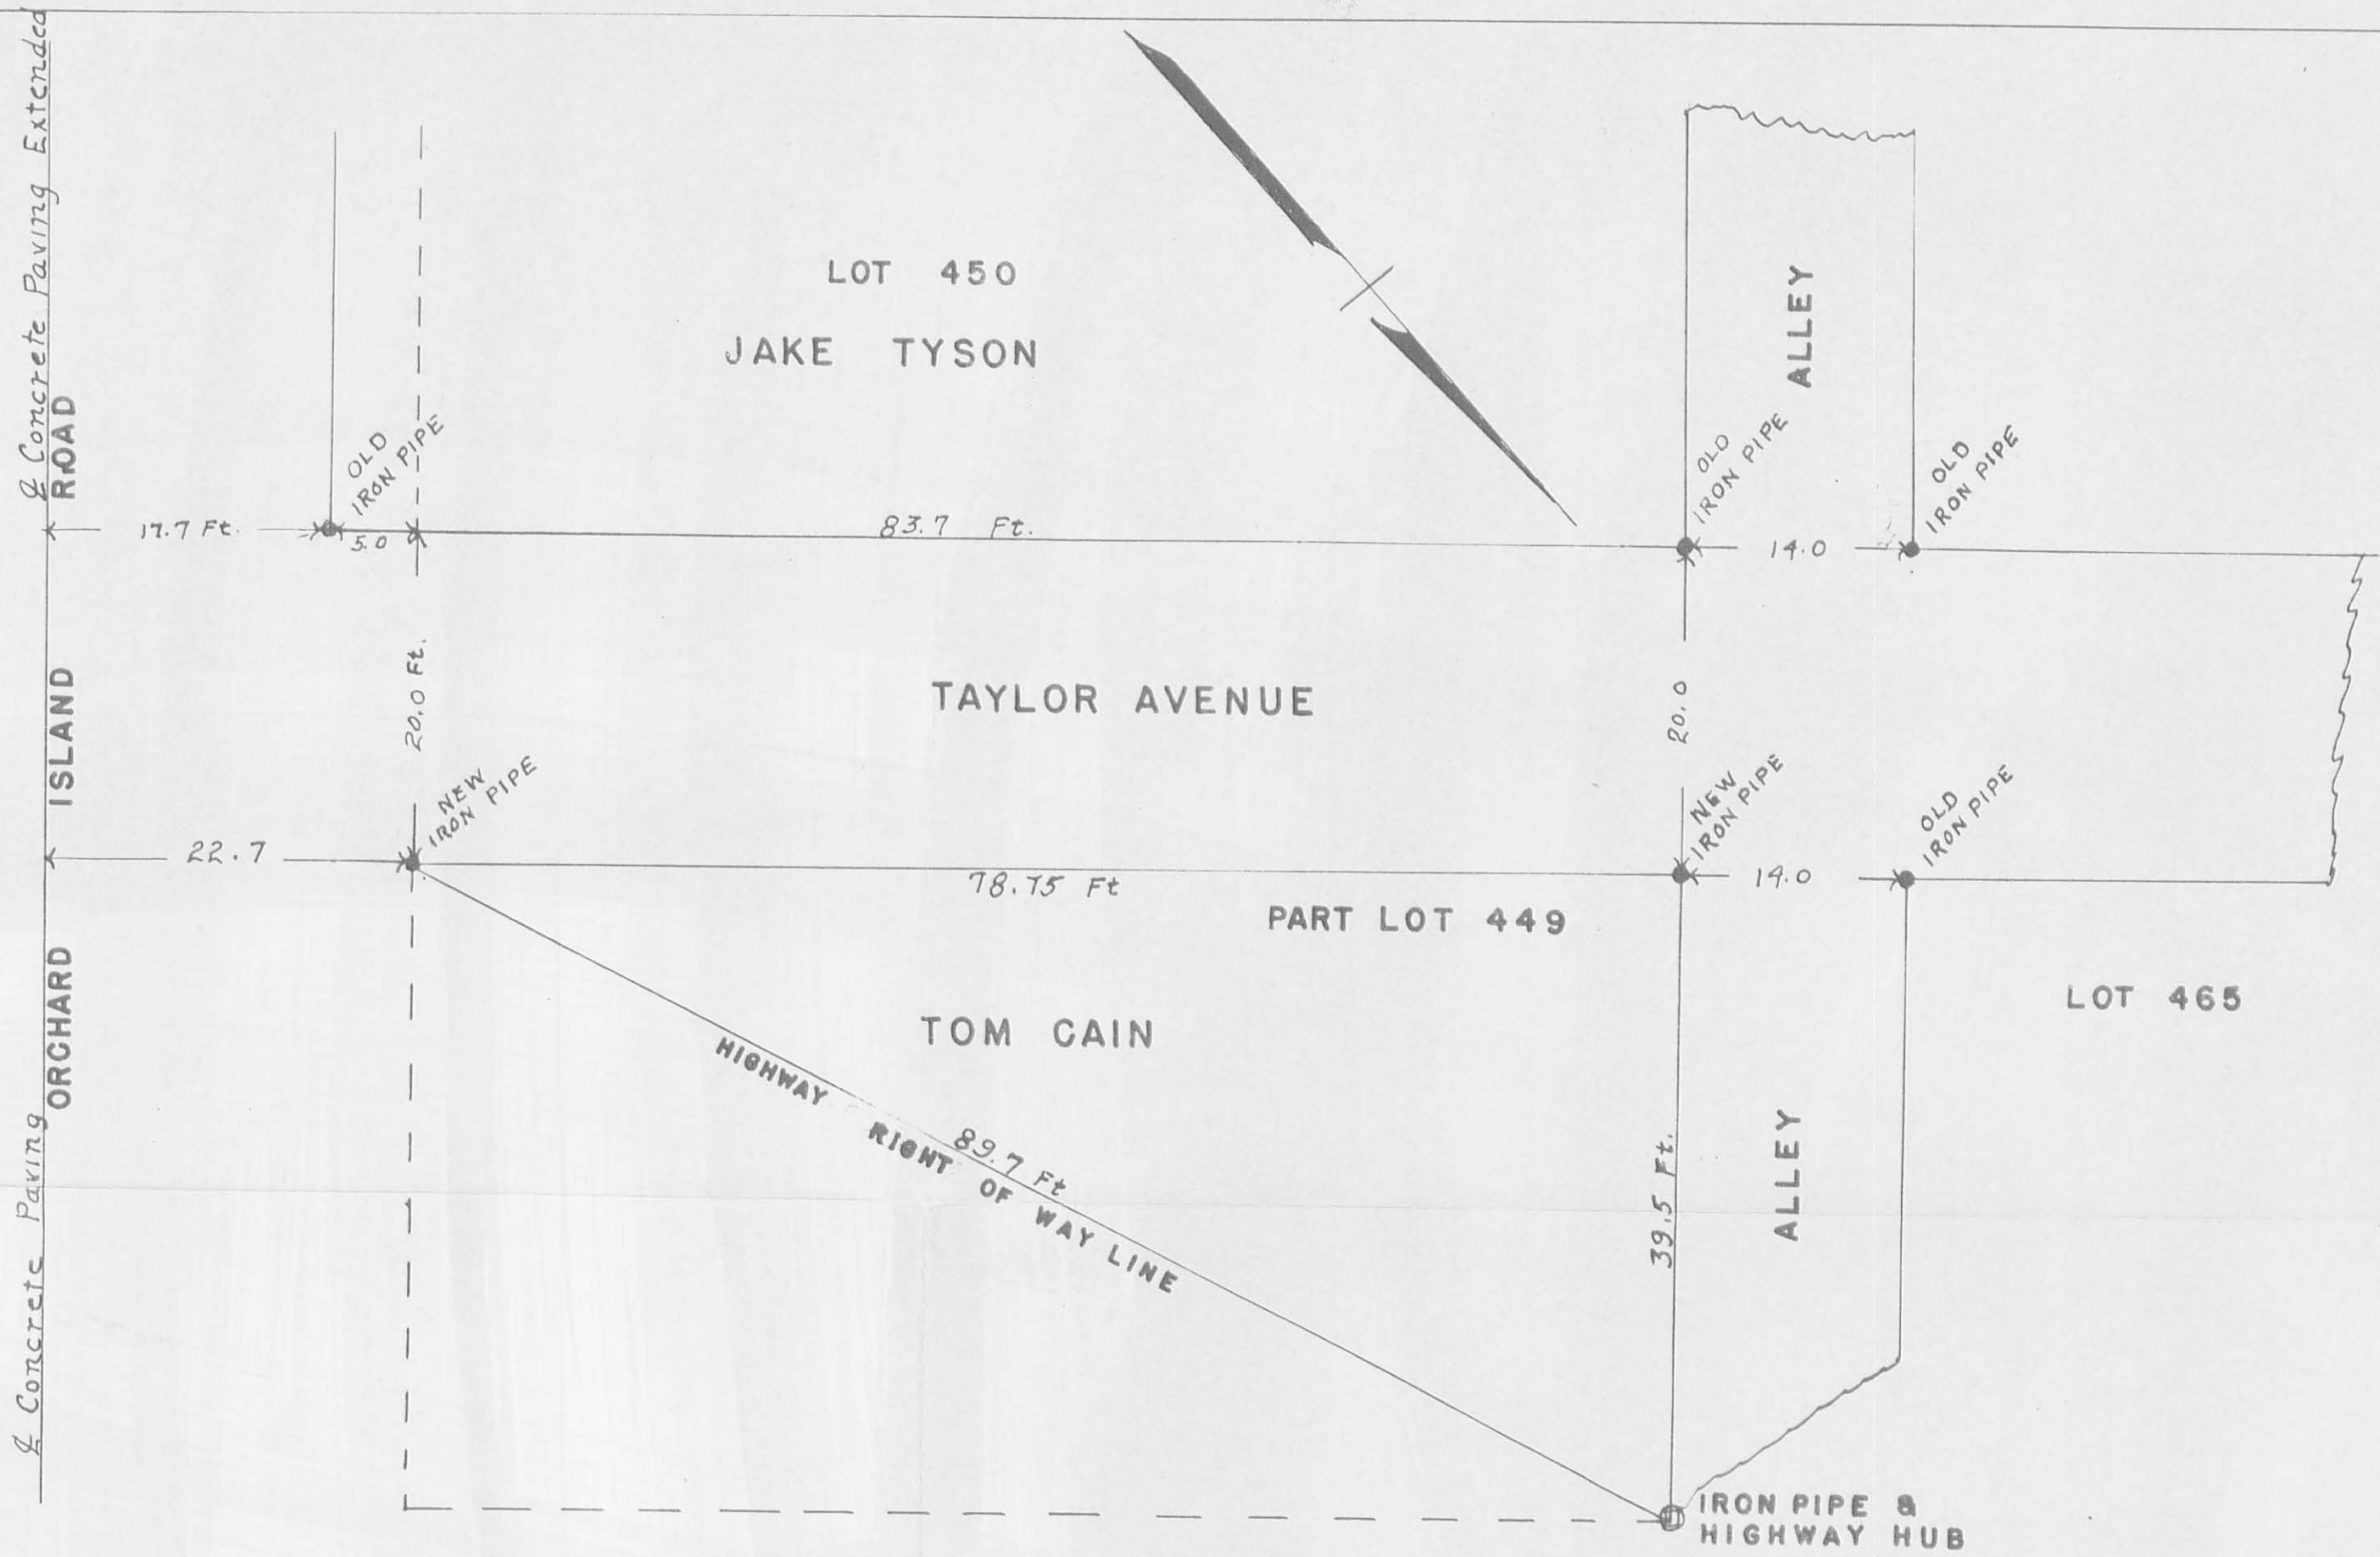 ℄ Concrete Paving Extended
ROAD
ISLAND
ORCHARD
℄ Concrete Paving
LOT 450
JAKE TYSON
ALLEY
OLD
IRON PIPE
OLD
IRON PIPE
OLD
IRON PIPE
17.7 Ft.
5.0
83.7 Ft.
14.0
20.0 Ft.
TAYLOR AVENUE
20.0
NEW
IRON PIPE
NEW
IRON PIPE
OLD
IRON PIPE
22.7
78.75 Ft
14.0
PART LOT 449
LOT 465
TOM CAIN
HIGHWAY RIGHT OF WAY LINE
89.7 Ft
39.5 Ft.
ALLEY
IRON PIPE &
HIGHWAY HUB